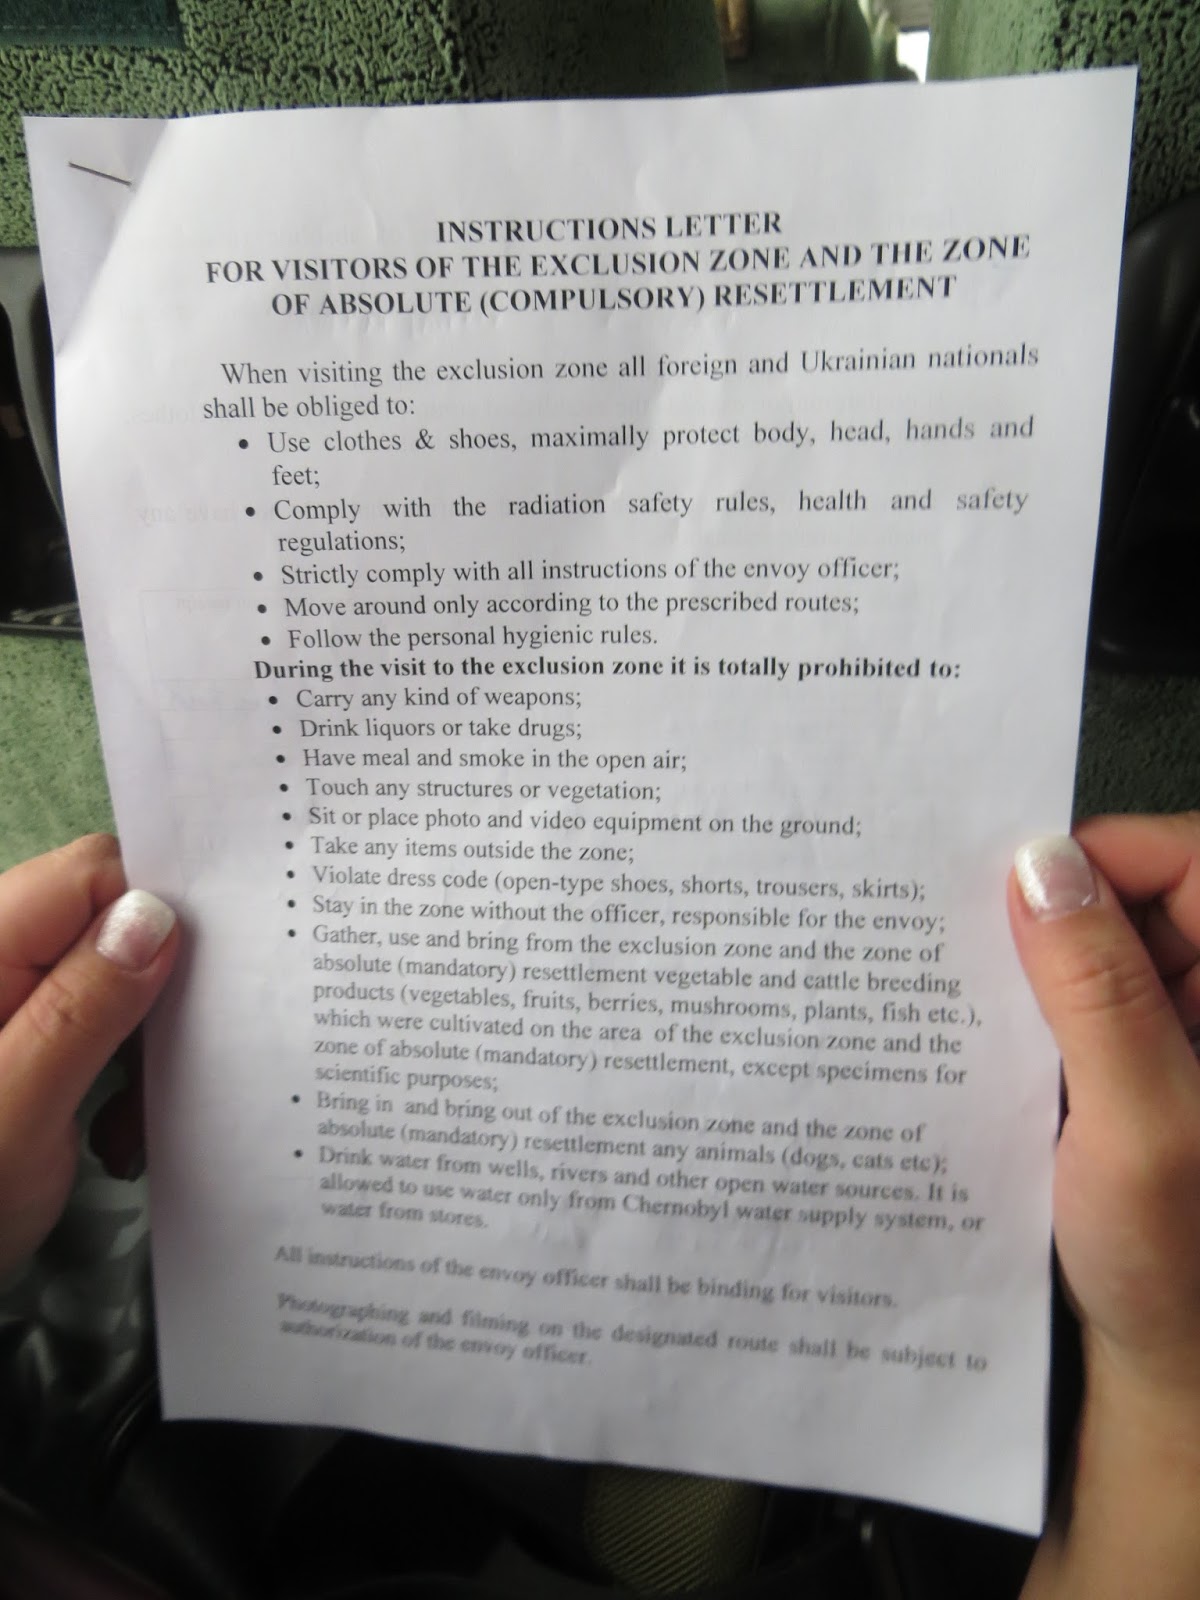 INSTRUCTIONS LETTER
FOR VISITORS OF THE EXCLUSION ZONE AND THE ZONE
OF ABSOLUTE (COMPULSORY) RESETTLEMENT
When visiting the exclusion zone all foreign and Ukrainian nationals
shall be obliged to:
• Use clothes & shoes, maximally protect body, head, hands and
feet;
• Comply with the radiation safety rules, health and safety
regulations;
• Strictly comply with all instructions of the envoy officer;
• Move around only according to the prescribed routes;
• Follow the personal hygienic rules.
During the visit to the exclusion zone it is totally prohibited to:
• Carry any kind of weapons;
• Drink liquors or take drugs;
• Have meal and smoke in the open air;
• Touch any structures or vegetation;
• Sit or place photo and video equipment on the ground;
• Take any items outside the zone;
• Violate dress code (open-type shoes, shorts, trousers, skirts);
• Stay in the zone without the officer, responsible for the envoy;
• Gather, use and bring from the exclusion zone and the zone of
absolute (mandatory) resettlement vegetable and cattle breeding
products (vegetables, fruits, berries, mushrooms, plants, fish etc.),
which were cultivated on the area of the exclusion zone and the
zone of absolute (mandatory) resettlement, except specimens for
scientific purposes;
• Bring in and bring out of the exclusion zone and the zone of
absolute (mandatory) resettlement any animals (dogs, cats etc);
• Drink water from wells, rivers and other open water sources. It is
allowed to use water only from Chernobyl water supply system, or
water from stores.
All instructions of the envoy officer shall be binding for visitors.
Photographing and filming on the designated route shall be subject to
authorization of the envoy officer.